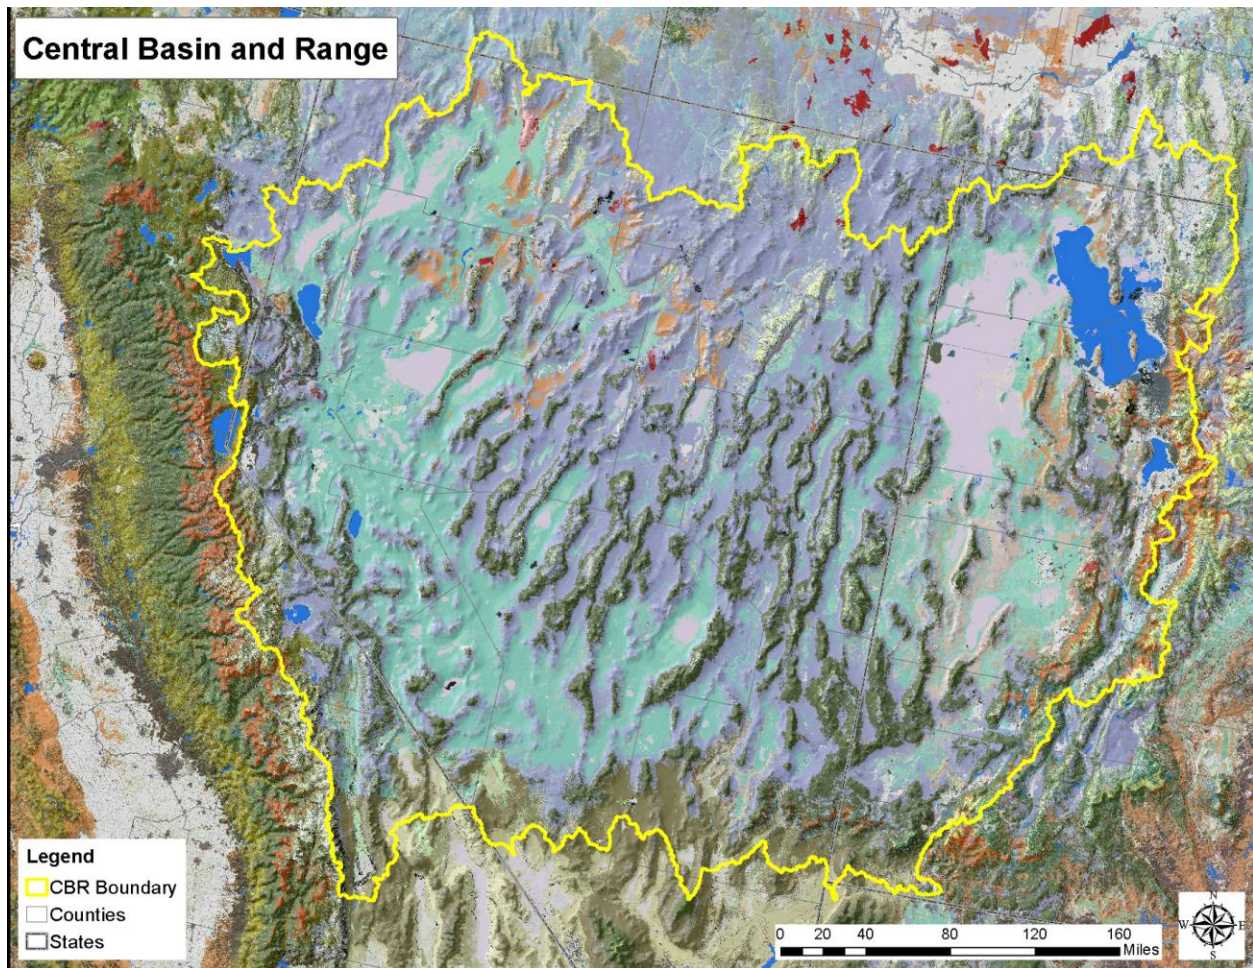 Central Basin and Range
Legend
CBR Boundary
Counties
States
0 20 40 80 120 160
Miles
N
W E
S